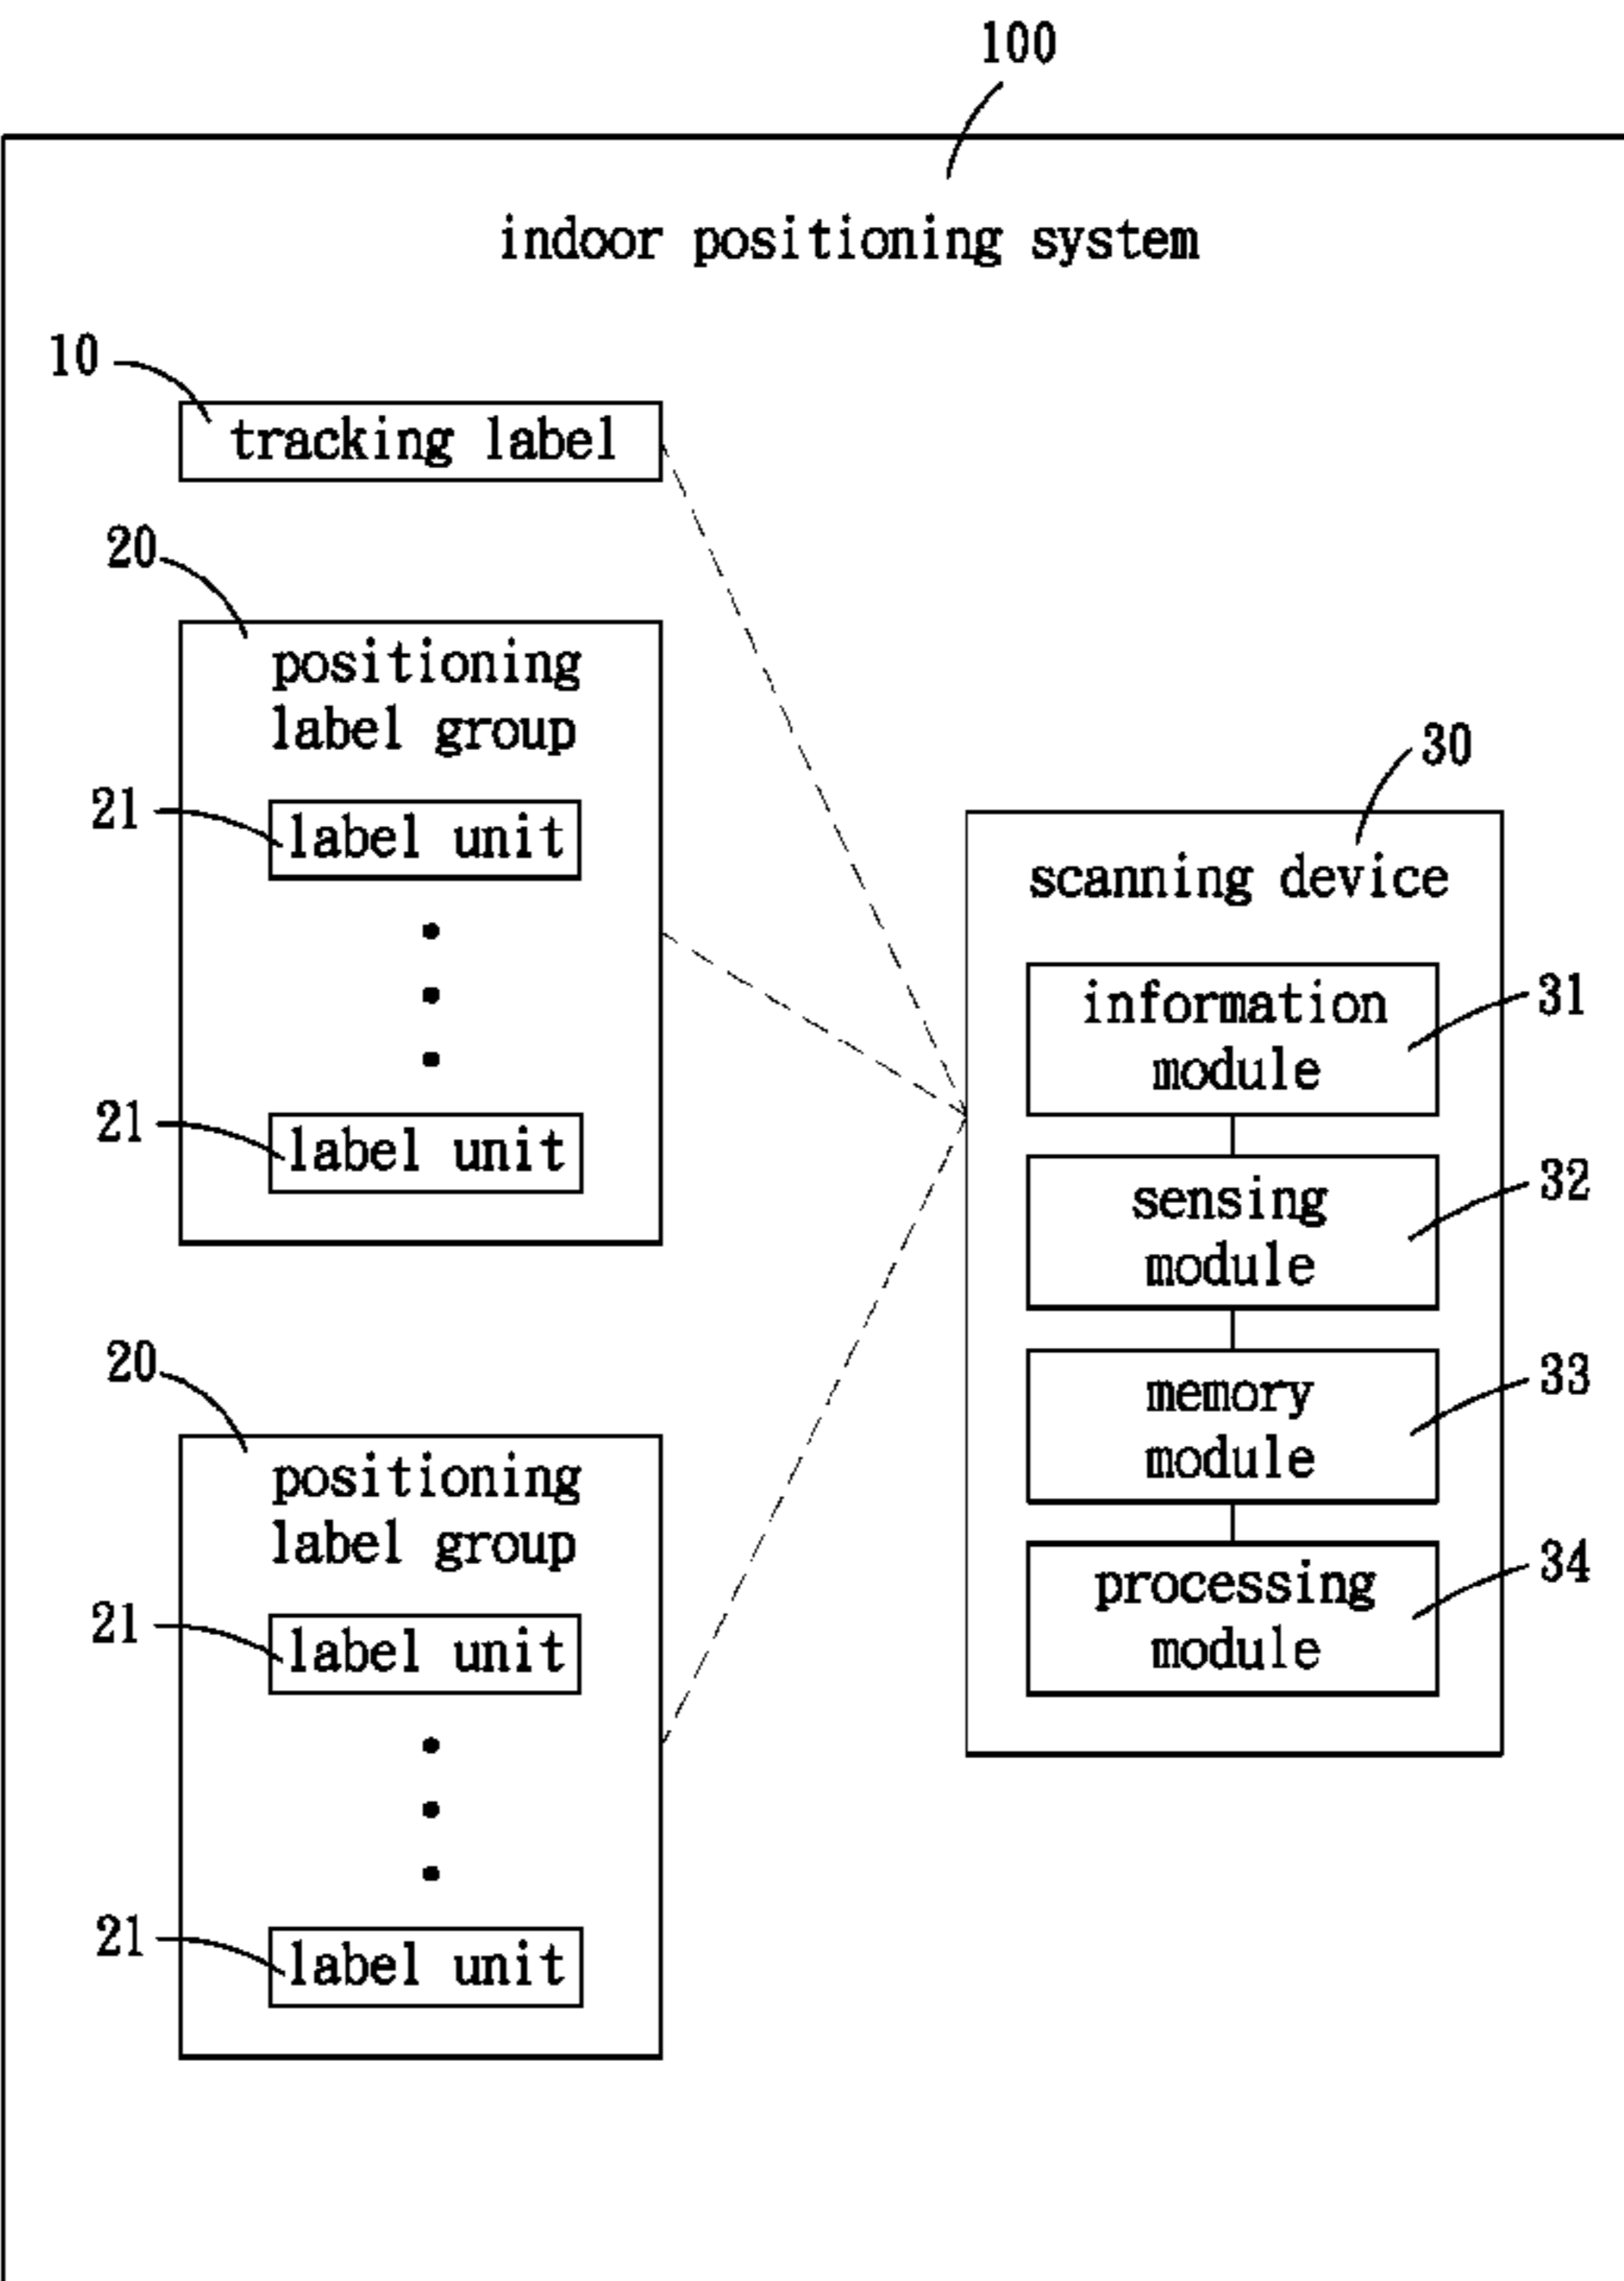 100
indoor positioning system
10
tracking label
20
positioning
label group
21
label unit
21
label unit
20
positioning
label group
21
label unit
21
label unit
30
scanning device
information
module
31
sensing
module
32
memory
module
33
processing
module
34